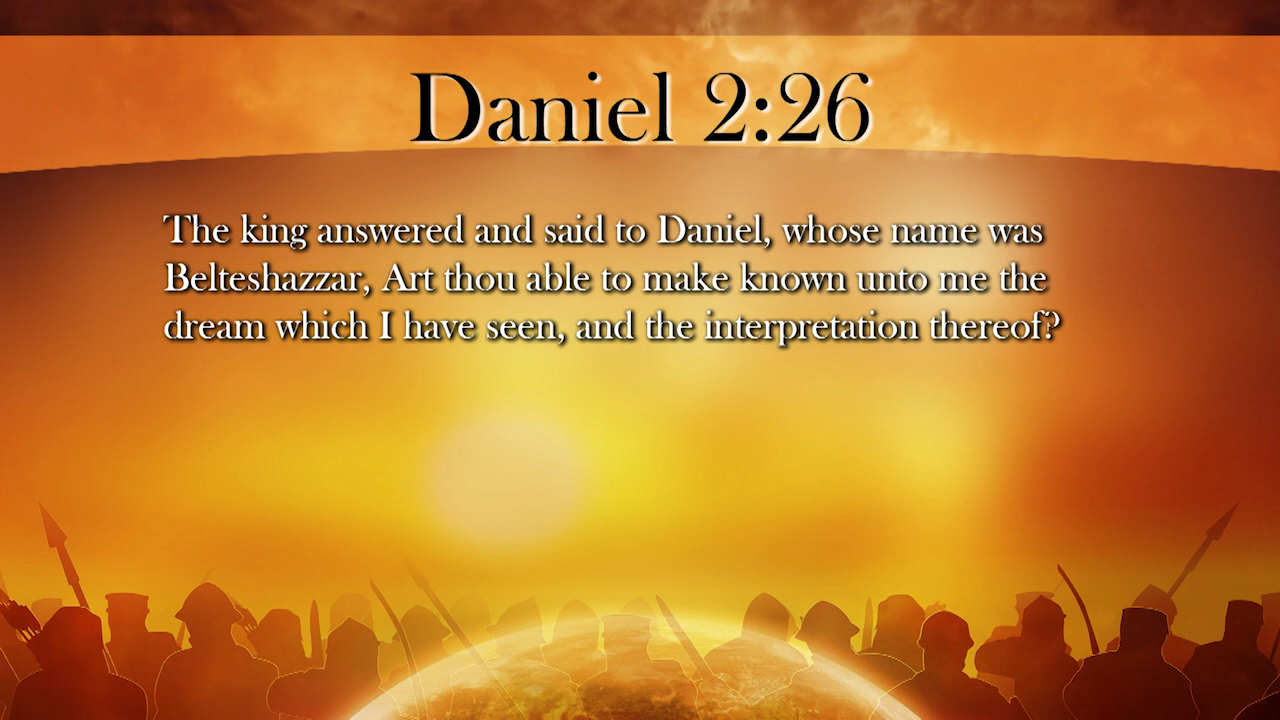 Daniel 2:26
The king answered and said to Daniel, whose name was
Belteshazzar, Art thou able to make known unto me the
dream which I have seen, and the interpretation thereof?